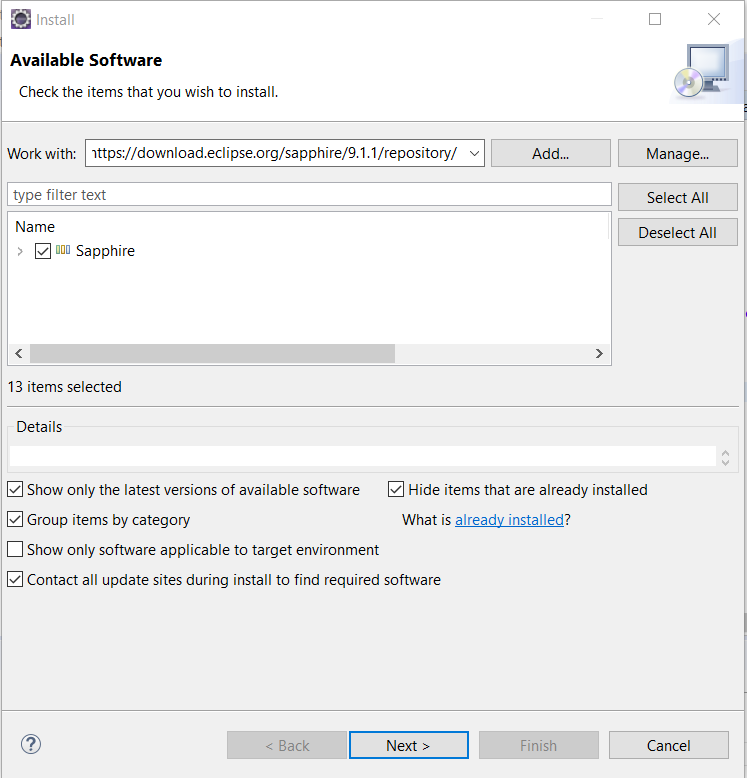 Install
Available Software
Check the items that you wish to install.
Work with: https://download.eclipse.org/sapphire/9.1.1/repository/ Add... Manage...
type filter text Select All
Name Deselect All
Sapphire
13 items selected
Details
Show only the latest versions of available software Hide items that are already installed
Group items by category What is already installed?
Show only software applicable to target environment
Contact all update sites during install to find required software
? < Back Next > Finish Cancel